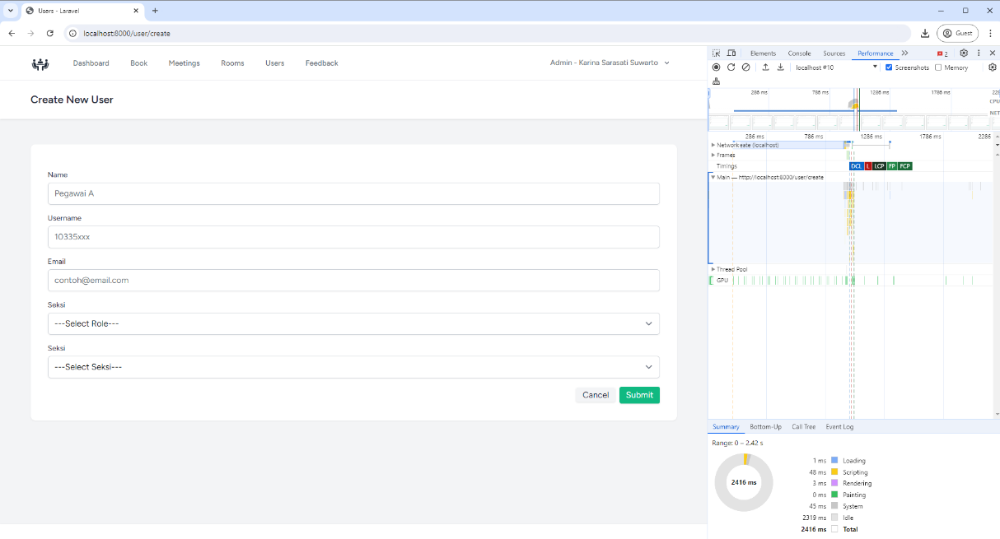 Users - Laravel
localhost:8000/user/create
Guest
Dashboard Book Meetings Rooms Users Feedback
Admin - Karina Sarasati Suwarto
Create New User
Name
Pegawai A
Username
10335xxx
Email
contoh@email.com
Seksi
---Select Role---
Seksi
---Select Seksi---
Cancel Submit
Elements Console Sources Performance 2
localhost #10 Screenshots Memory
286 ms 786 ms 1286 ms 1786 ms 228
CPU
NET
286 ms 786 ms 1286 ms 1786 ms 2286
Network eate (localhost)
Frames
Timings DCL L LCP FP FCP
Main — http://localhost:8000/user/create
Thread Pool
GPU
Summary Bottom-Up Call Tree Event Log
Range: 0 – 2.42 s
2416 ms
1 ms Loading
48 ms Scripting
3 ms Rendering
0 ms Painting
45 ms System
2319 ms Idle
2416 ms Total